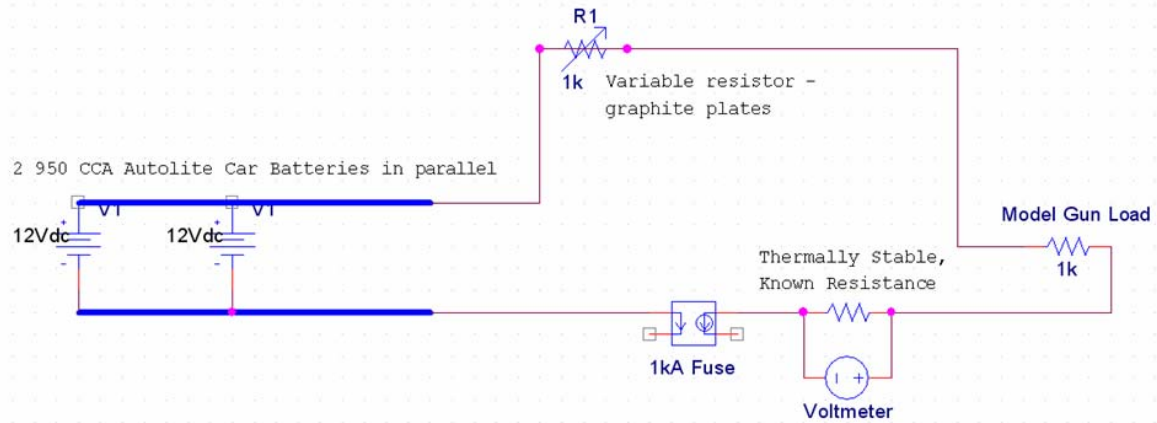 R1
1k
Variable resistor -
graphite plates
2 950 CCA Autolite Car Batteries in parallel
V1
V1
12Vdc
12Vdc
+
-
+
-
Model Gun Load
1k
Thermally Stable,
Known Resistance
1kA Fuse
- +
Voltmeter